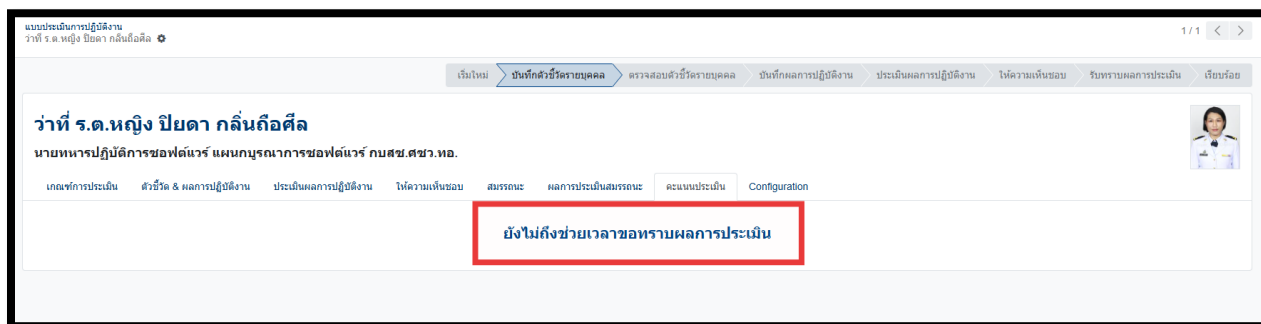 แบบประเมินการปฏิบัติงาน
ว่าที่ ร.ต.หญิง ปิยดา กลิ่นถือศีล
1 / 1
เริ่มใหม่ บันทึกตัวชี้วัดรายบุคคล ตรวจสอบตัวชี้วัดรายบุคคล บันทึกผลการปฏิบัติงาน ประเมินผลการปฏิบัติงาน ให้ความเห็นชอบ รับทราบผลการประเมิน เรียบร้อย
ว่าที่ ร.ต.หญิง ปิยดา กลิ่นถือศีล
นายทหารปฏิบัติการซอฟต์แวร์ แผนกบูรณาการซอฟต์แวร์ กบสช.ศซว.ทอ.
เกณฑ์การประเมิน ตัวชี้วัด & ผลการปฏิบัติงาน ประเมินผลการปฏิบัติงาน ให้ความเห็นชอบ สมรรถนะ ผลการประเมินสมรรถนะ คะแนนประเมิน Configuration
ยังไม่ถึงช่วยเวลาขอทราบผลการประเมิน